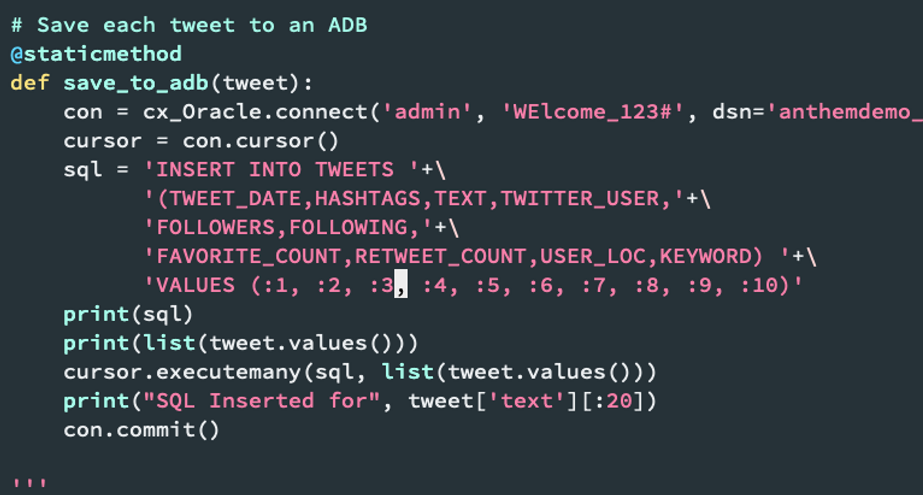 # Save each tweet to an ADB
@staticmethod
def save_to_adb(tweet):
    con = cx_Oracle.connect('admin', 'WElcome_123#', dsn='anthemdemo_
    cursor = con.cursor()
    sql = 'INSERT INTO TWEETS '+\
          '(TWEET_DATE,HASHTAGS,TEXT,TWITTER_USER,'+\
          'FOLLOWERS,FOLLOWING,'+\
          'FAVORITE_COUNT,RETWEET_COUNT,USER_LOC,KEYWORD) '+\
          'VALUES (:1, :2, :3, :4, :5, :6, :7, :8, :9, :10)'
    print(sql)
    print(list(tweet.values()))
    cursor.executemany(sql, list(tweet.values()))
    print("SQL Inserted for", tweet['text'][:20])
    con.commit()

'''